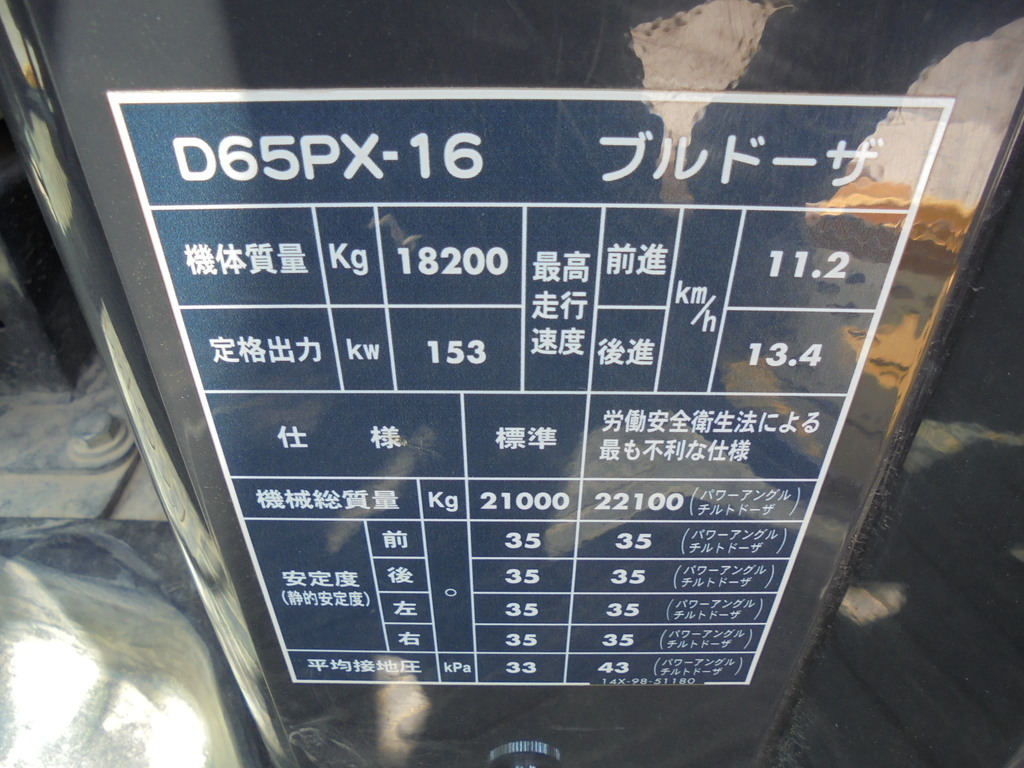 D65PX-16 ブルドーザ
機体質量 Kg 18200 最高走行速度 前進 km/h 11.2
定格出力 kw 153 後進 13.4
仕様 標準 労働安全衛生法による
最も不利な仕様
機械総質量 Kg 21000 22100 (パワーアングル
チルトドーザ)
安定度
(静的安定度)
前 ° 35 35 (パワーアングル
チルトドーザ)
後 35 35 (パワーアングル
チルトドーザ)
左 35 35 (パワーアングル
チルトドーザ)
右 35 35 (パワーアングル
チルトドーザ)
平均接地圧 kPa 33 43 (パワーアングル
チルトドーザ)
14X-98-51180